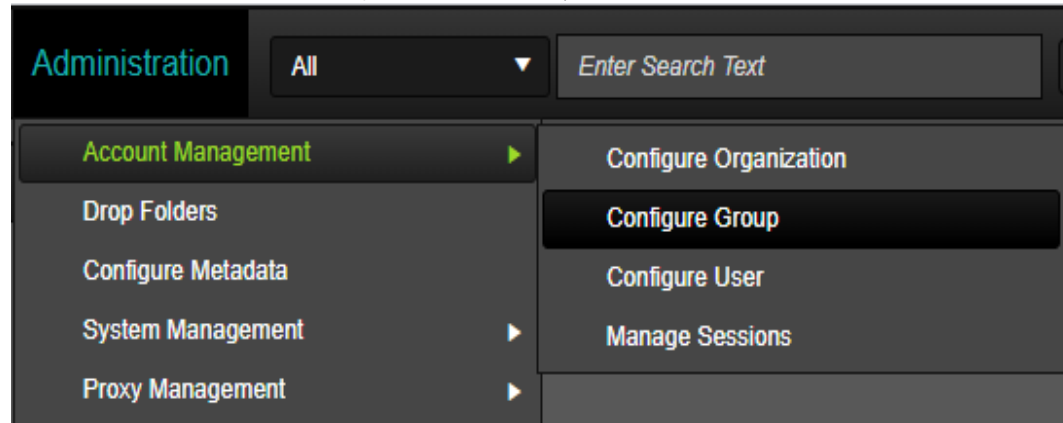 Administration All Enter Search Text
Account Management
Drop Folders
Configure Metadata
System Management
Proxy Management
Configure Organization
Configure Group
Configure User
Manage Sessions